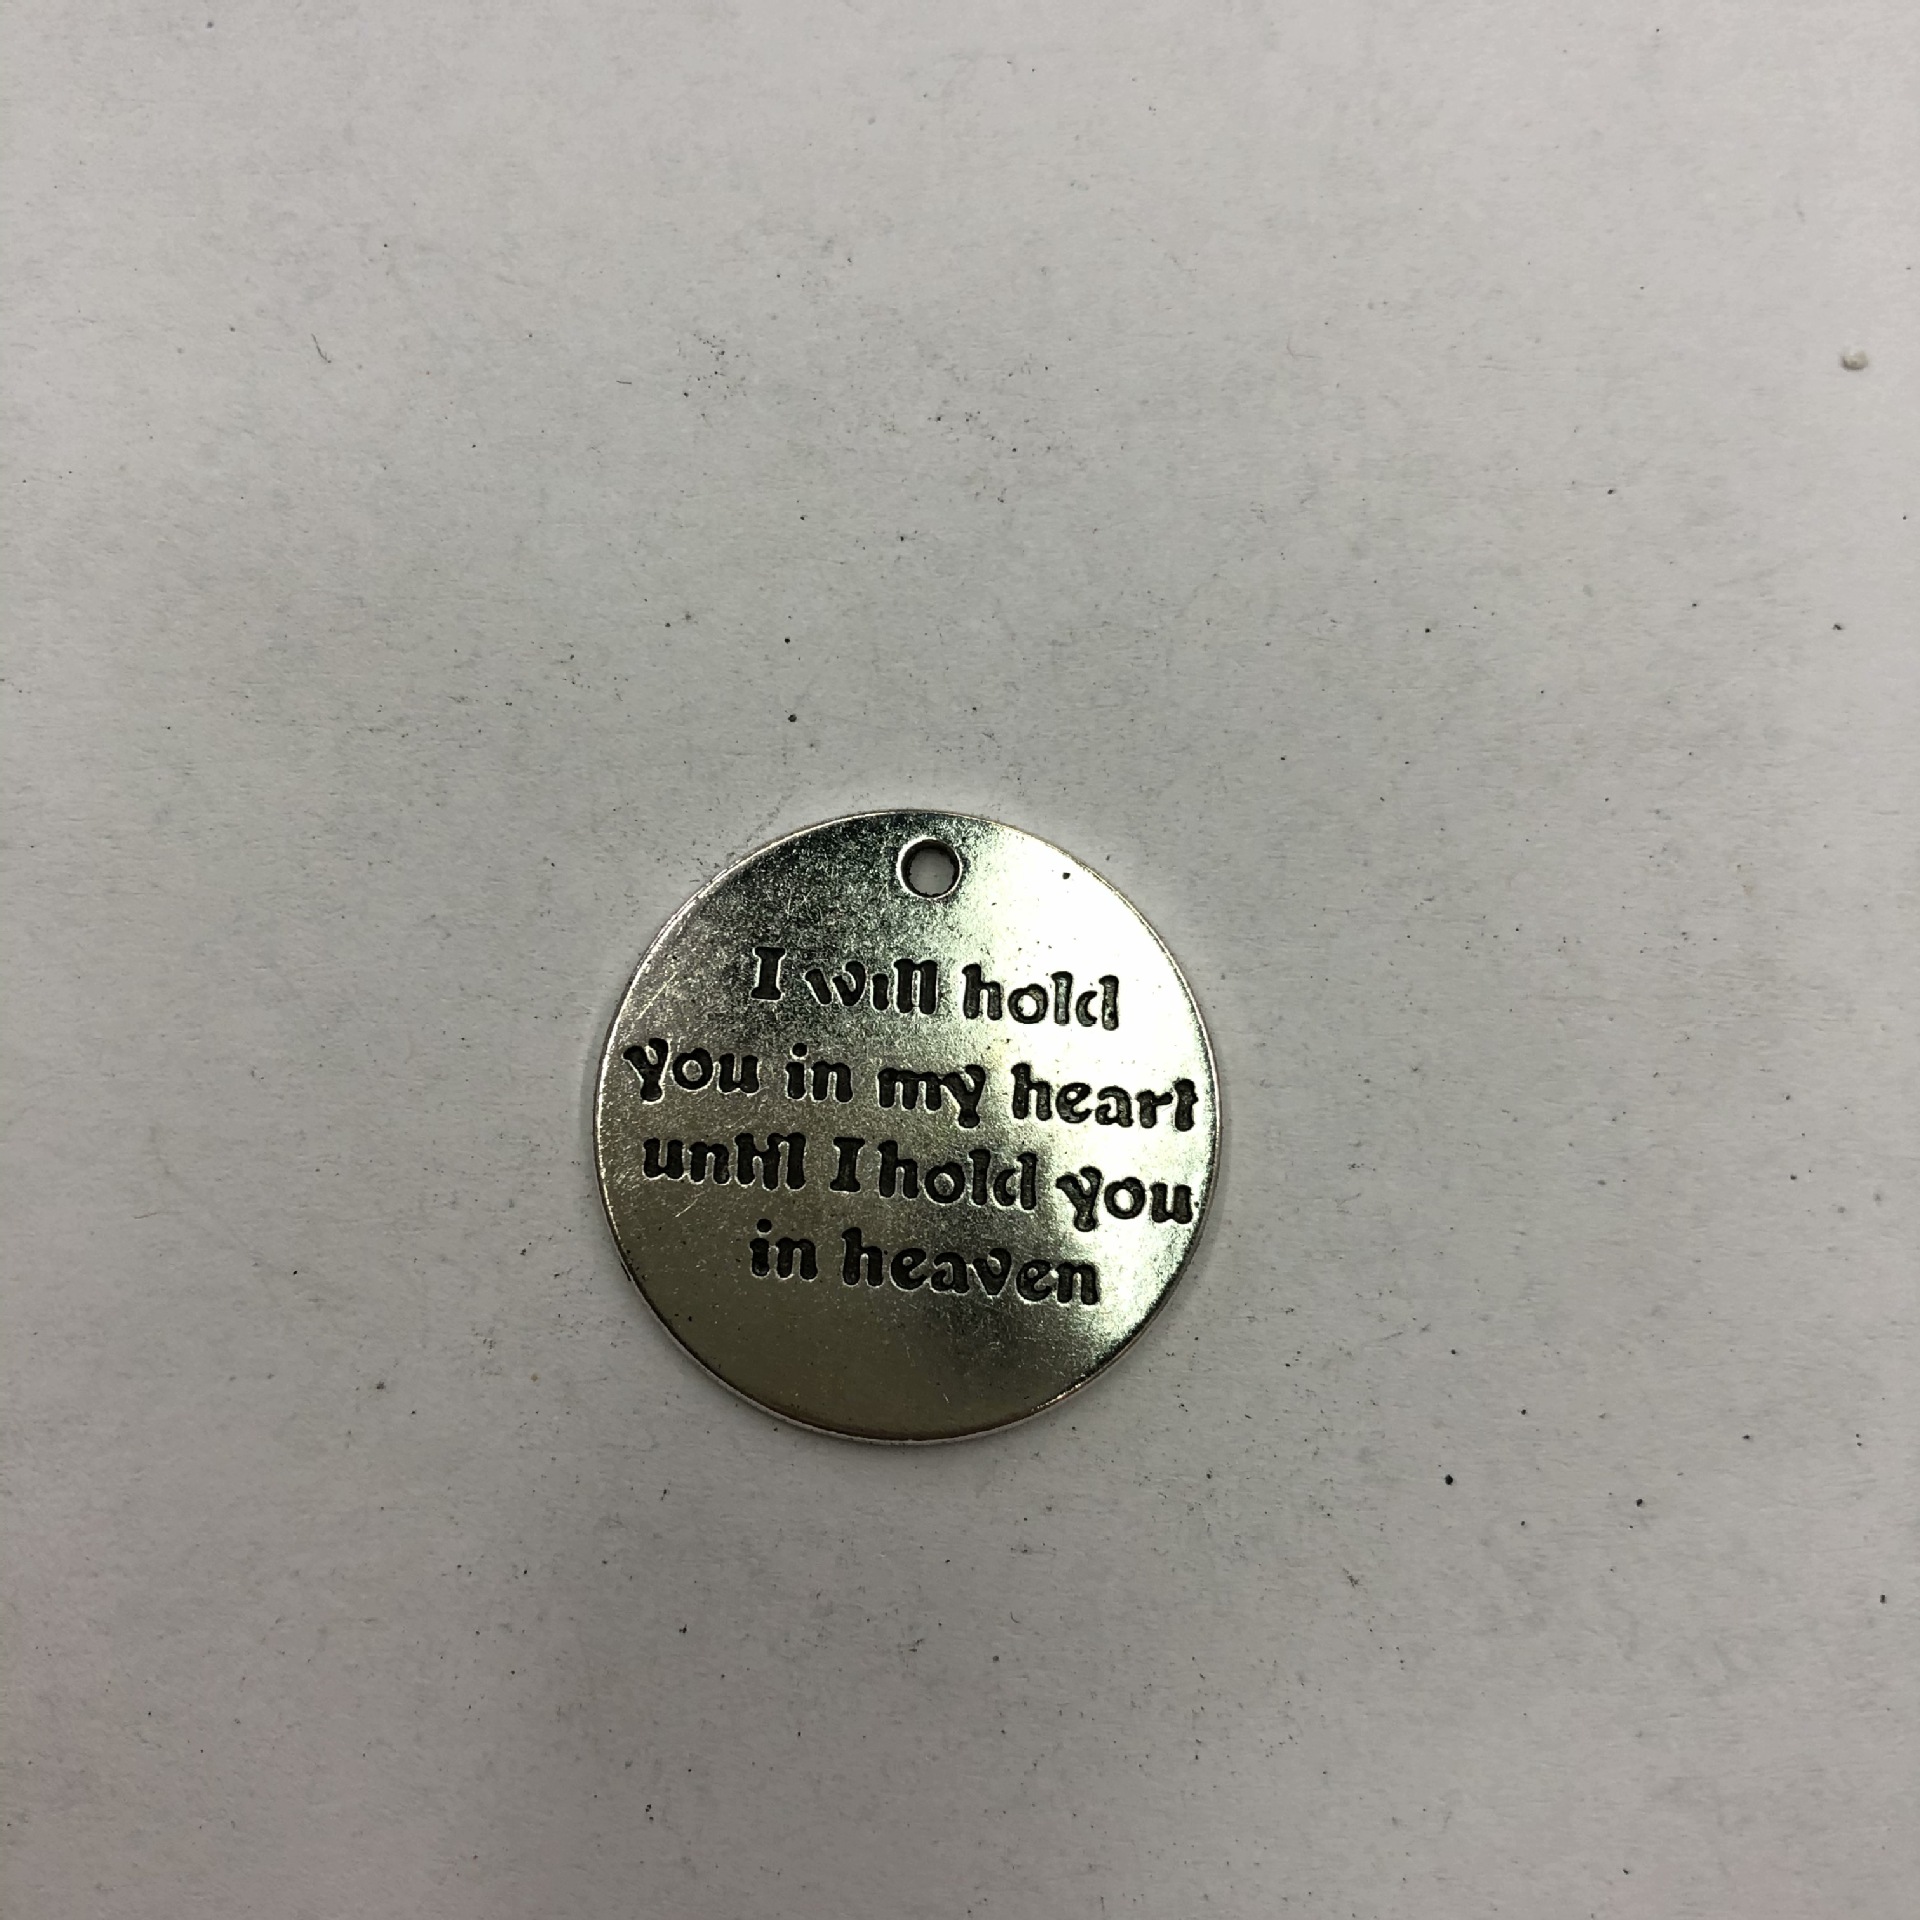 I will hold
you in my heart
until I hold you
in heaven